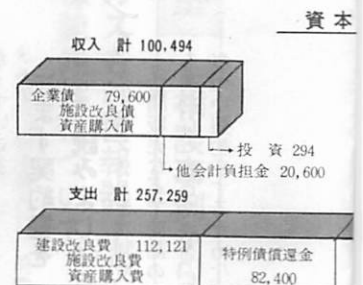 資本
収入 計 100,494
企業債 79,600
施設改良債
資産購入債
投資 294
他会計負担金 20,600
支出 計 257,259
建設改良費 112,121
施設改良費
資産購入費
特例債償還金
82,400